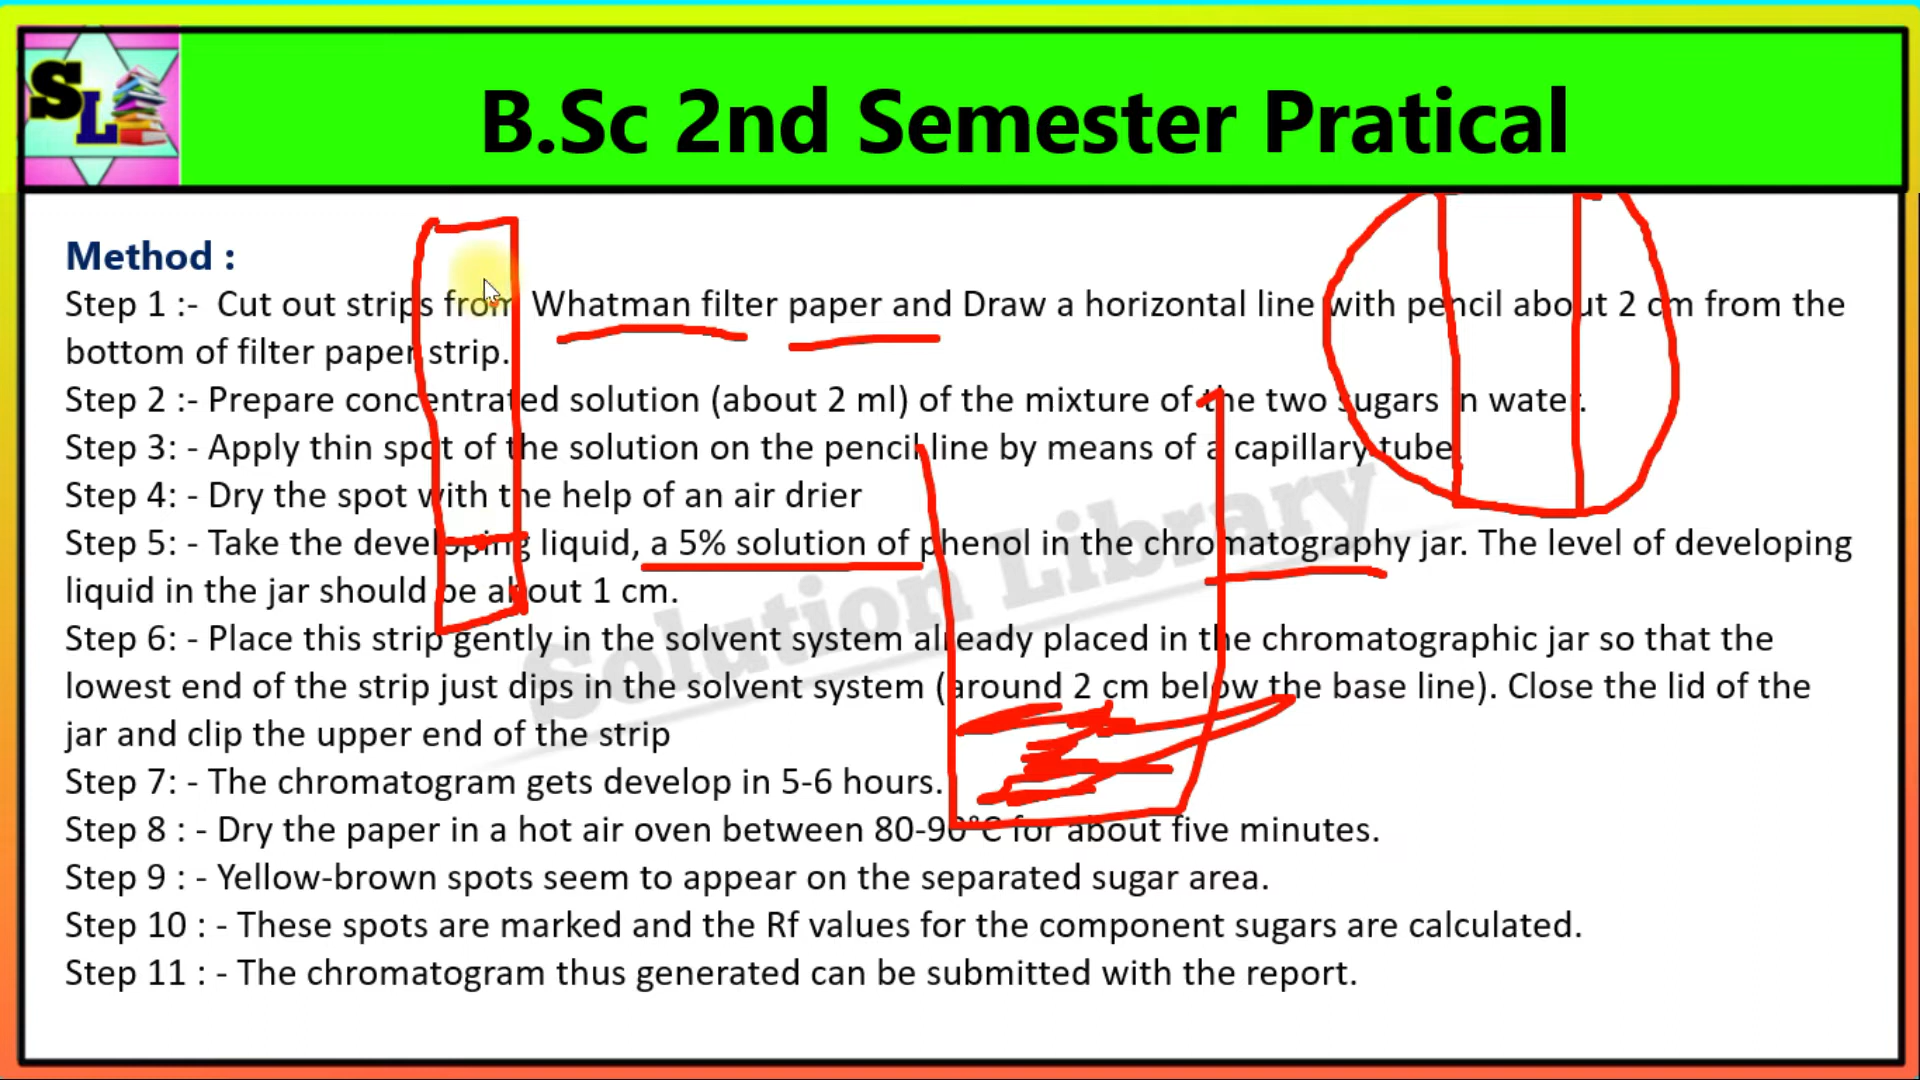 SL
B.Sc 2nd Semester Pratical
Method :
Step 1 :-  Cut out strips from Whatman filter paper and Draw a horizontal line with pencil about 2 cm from the
bottom of filter paper strip.
Step 2 :- Prepare concentrated solution (about 2 ml) of the mixture of the two sugars in water.
Step 3: - Apply thin spot of the solution on the pencil line by means of a capillary tube.
Step 4: - Dry the spot with the help of an air drier
Step 5: - Take the developing liquid, a 5% solution of phenol in the chromatography jar. The level of developing
liquid in the jar should be about 1 cm.
Step 6: - Place this strip gently in the solvent system already placed in the chromatographic jar so that the
lowest end of the strip just dips in the solvent system (around 2 cm below the base line). Close the lid of the
jar and clip the upper end of the strip
Step 7: - The chromatogram gets develop in 5-6 hours.
Step 8 : - Dry the paper in a hot air oven between 80-90°C for about five minutes.
Step 9 : - Yellow-brown spots seem to appear on the separated sugar area.
Step 10 : - These spots are marked and the Rf values for the component sugars are calculated.
Step 11 : - The chromatogram thus generated can be submitted with the report.
Solution Library